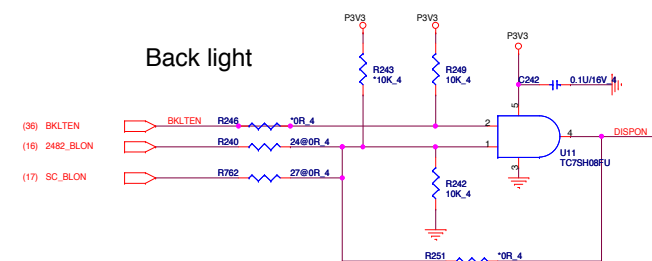 P3V3 P3V3
P3V3
Back light
R243
*10K_4
R249
10K_4
C242 0.1U/16V_4
(36) BKLTEN BKLTEN R246 *0R_4 2 5
(16) 2482_BLON R240 24@0R_4 1 4 DISPON
U11
TC7SH08FU
3
(17) SC_BLON R762 27@0R_4
R242
10K_4
R251 *0R_4